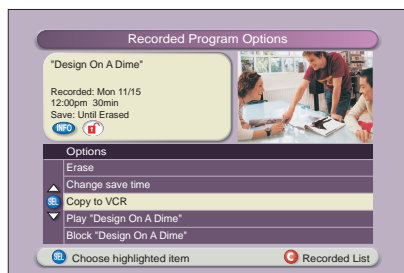 Recorded Program Options
"Design On A Dime"
Recorded: Mon 11/15
12:00pm 30min
Save: Until Erased
INFO
Options
Erase
Change save time
SEL Copy to VCR
Play "Design On A Dime"
Block "Design On A Dime"
SEL Choose highlighted item C Recorded List